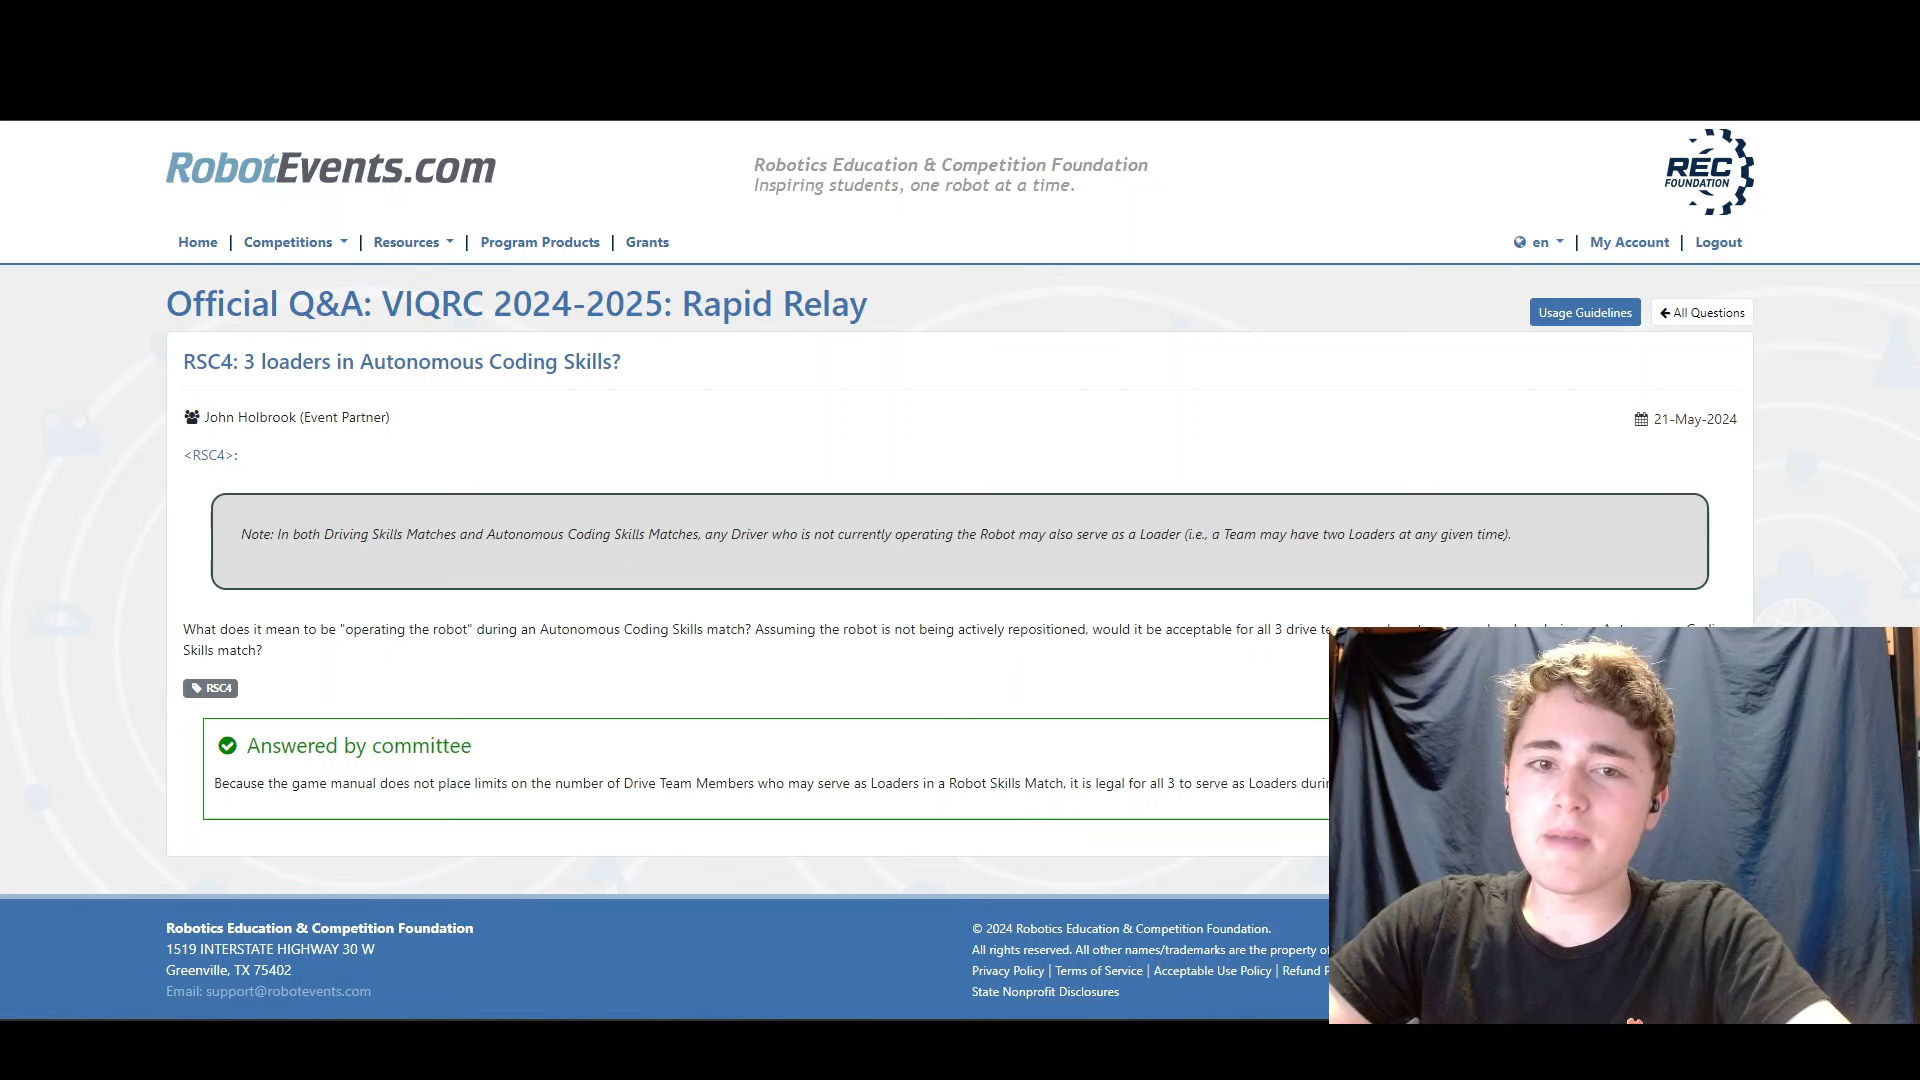 RobotEvents.com
Robotics Education & Competition Foundation
Inspiring students, one robot at a time.
REC
FOUNDATION
Home | Competitions | Resources | Program Products | Grants
en | My Account | Logout
Official Q&A: VIQRC 2024-2025: Rapid Relay
Usage Guidelines
All Questions
RSC4: 3 loaders in Autonomous Coding Skills?
John Holbrook (Event Partner)
21-May-2024
<RSC4>:
Note: In both Driving Skills Matches and Autonomous Coding Skills Matches, any Driver who is not currently operating the Robot may also serve as a Loader (i.e., a Team may have two Loaders at any given time).
What does it mean to be "operating the robot" during an Autonomous Coding Skills match? Assuming the robot is not being actively repositioned, would it be acceptable for all 3 drive
Skills match?
RSC4
Answered by committee
Because the game manual does not place limits on the number of Drive Team Members who may serve as Loaders in a Robot Skills Match, it is legal for all 3 to serve as Loaders
Robotics Education & Competition Foundation
1519 INTERSTATE HIGHWAY 30 W
Greenville, TX 75402
Email: support@robotevents.com
© 2024 Robotics Education & Competition Foundation.
All rights reserved. All other names/trademarks are the property of
Privacy Policy | Terms of Service | Acceptable Use Policy | Refund
State Nonprofit Disclosures